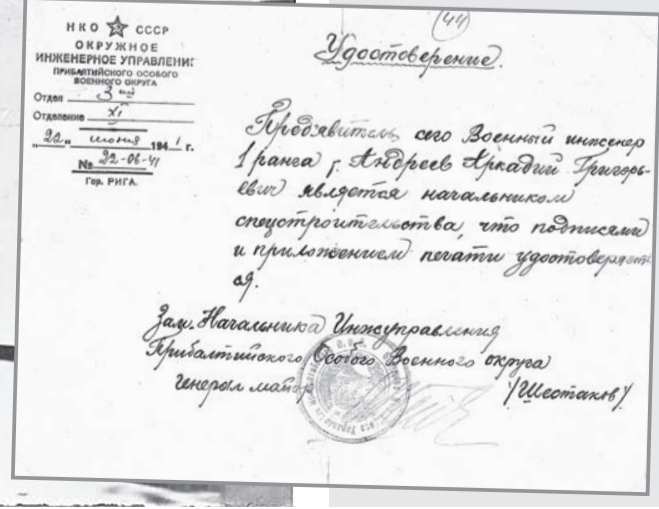 (44)
НКО СССР
ОКРУЖНОЕ
ИНЖЕНЕРНОЕ УПРАВЛЕНИЕ
ПРИБАЛТИЙСКОГО ОСОБОГО
ВОЕННОГО ОКРУГА
Отдел 3ий
Отделение XI
„22„ июня 1941 г.
№ 22-06-41
Гор. РИГА.
Удостоверение.
Предъявитель сего Военный инженер
1 ранга г. Андреев Аркадий Григорь-
евич является начальником
спецстроительства, что подписями
и приложением печати удостоверяет-
ся.
Зам. Начальника Инжуправления
Прибалтийского Особого Военного округа
генерал майор /Шестаков/